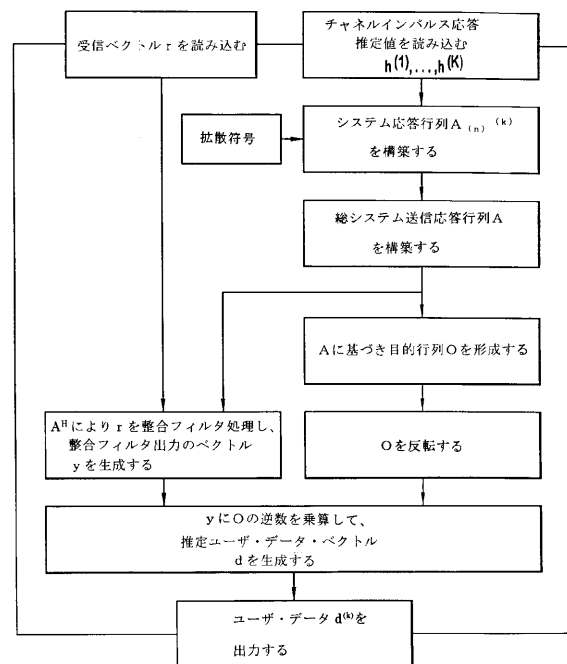 受信ベクトル r を読み込む
チャネルインパルス応答
推定値を読み込む
h(1),...,h(K)
拡散符号
システム応答行列A (n) (k)
を構築する
総システム送信応答行列A
を構築する
Aに基づき目的行列Oを形成する
AHにより r を整合フィルタ処理し、
整合フィルタ出力のベクトル
y を生成する
Oを反転する
yにOの逆数を乗算して、
推定ユーザ・データ・ベクトル
dを生成する
ユーザ・データ d(k)を
出力する